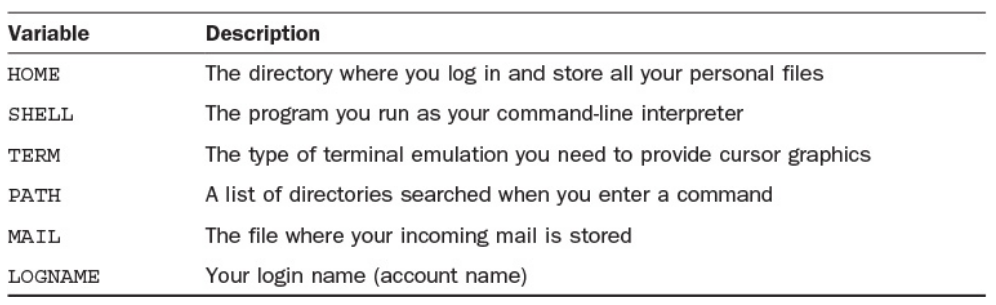 Variable Description
HOME The directory where you log in and store all your personal files
SHELL The program you run as your command-line interpreter
TERM The type of terminal emulation you need to provide cursor graphics
PATH A list of directories searched when you enter a command
MAIL The file where your incoming mail is stored
LOGNAME Your login name (account name)